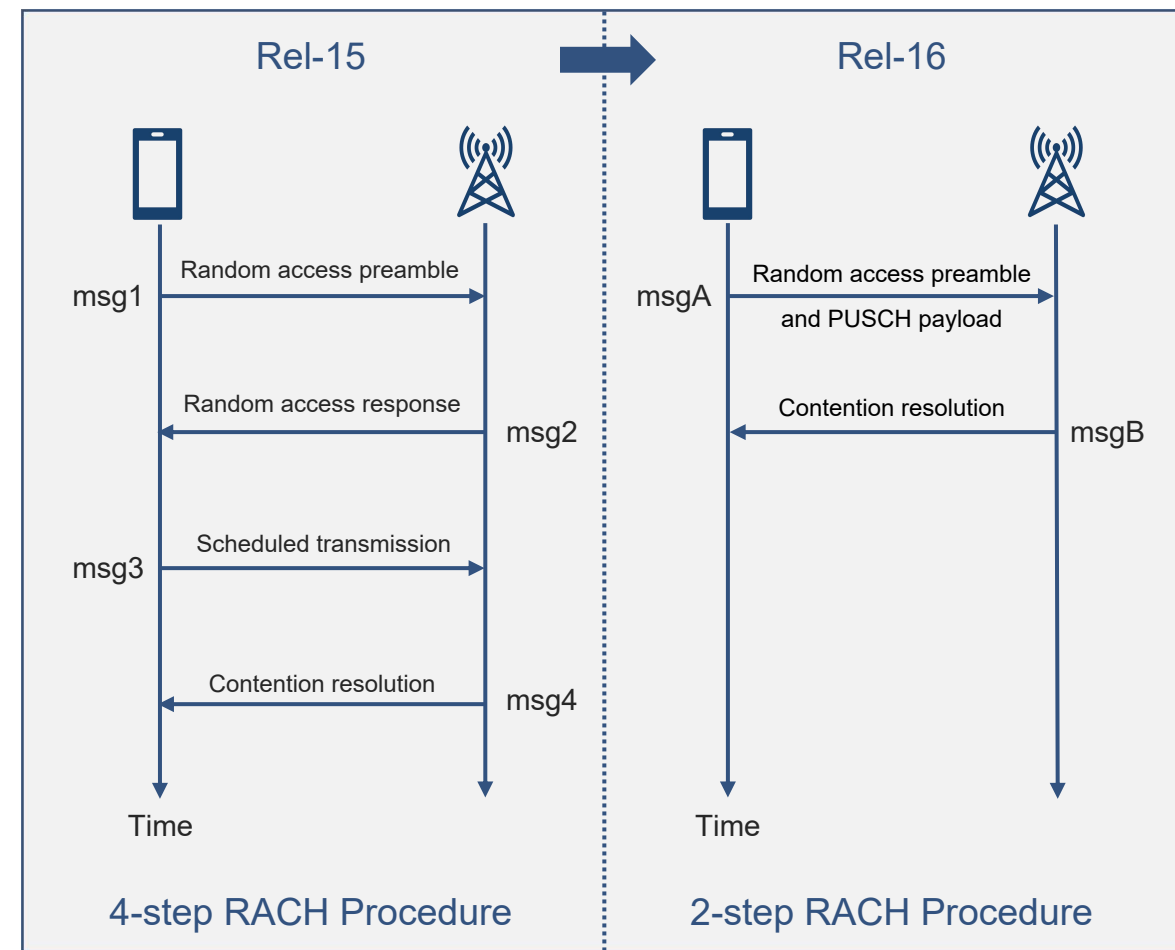 Rel-15
Random access preamble
msg1
Random access response
msg2
Scheduled transmission
msg3
Contention resolution
msg4
Time
4-step RACH Procedure
Rel-16
Random access preamble
msgA
and PUSCH payload
Contention resolution
msgB
Time
2-step RACH Procedure